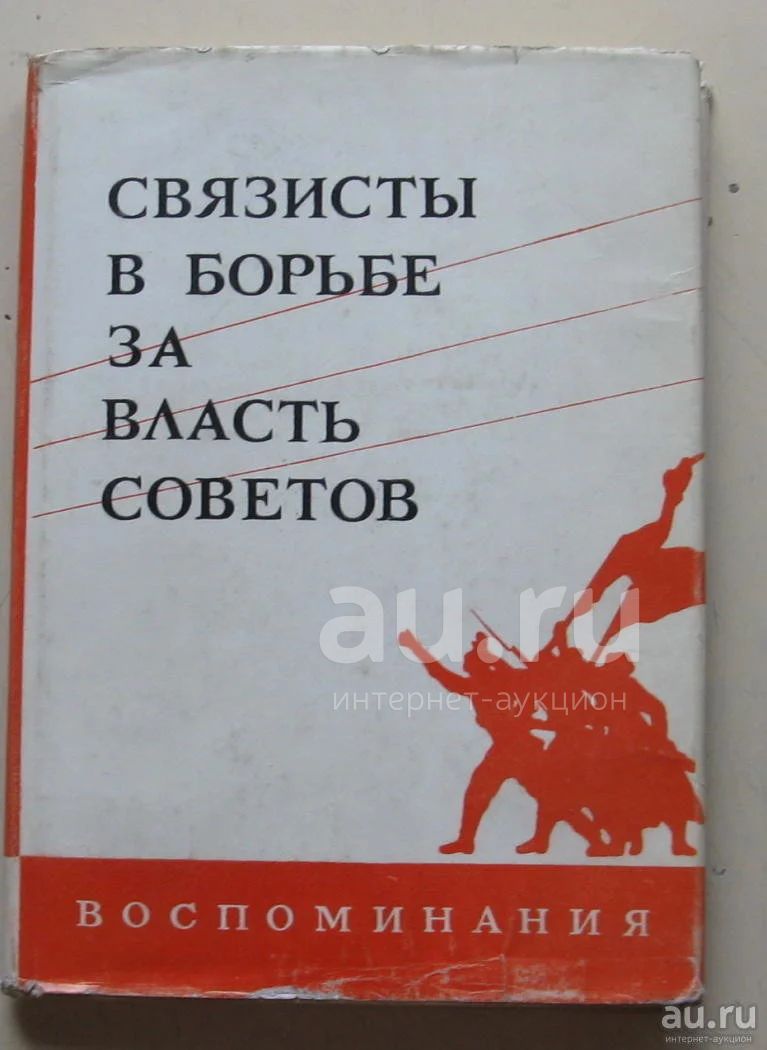 СВЯЗИСТЫ
В БОРЬБЕ
ЗА
ВЛАСТЬ
СОВЕТОВ
au.ru
интернет-аукцион
ВОСПОМИНАНИЯ
au.ru
интернет-аукцион